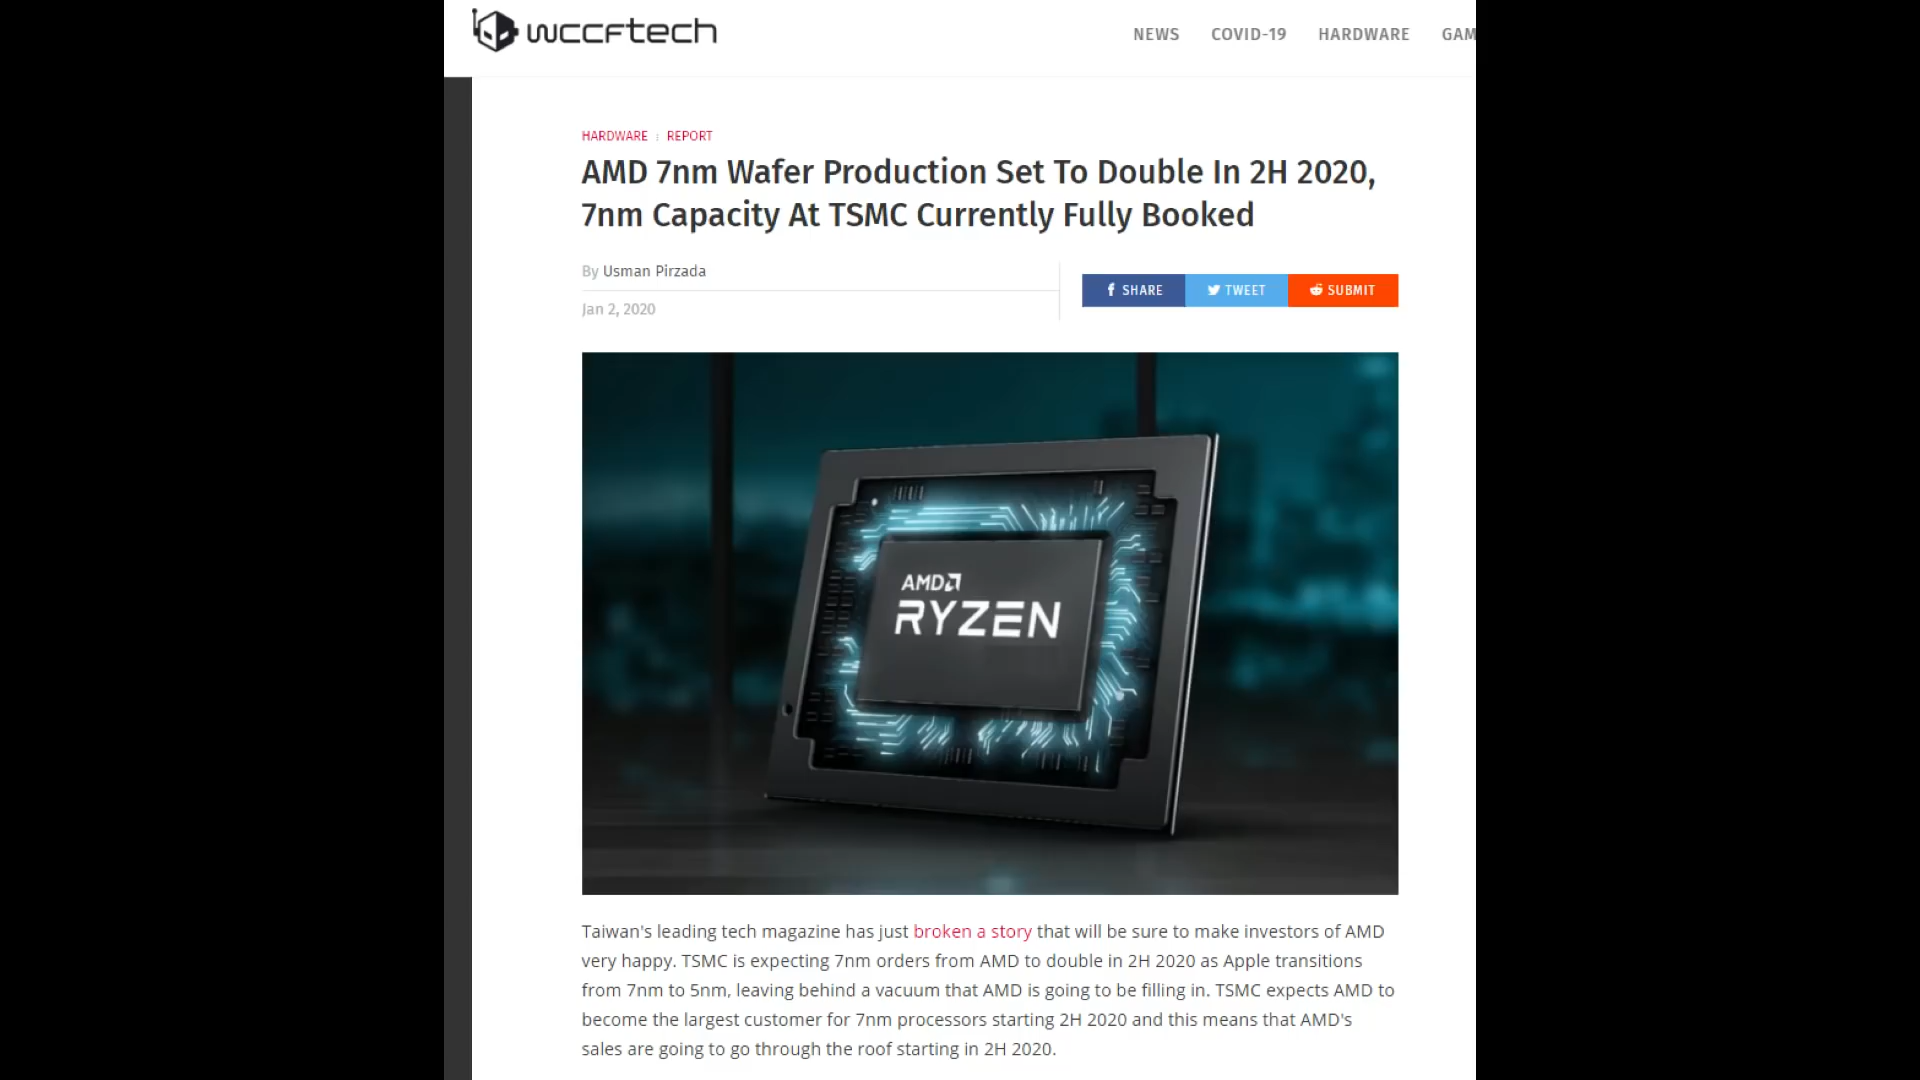 wccftech
NEWS COVID-19 HARDWARE GAM
HARDWARE REPORT
AMD 7nm Wafer Production Set To Double In 2H 2020,
7nm Capacity At TSMC Currently Fully Booked
By Usman Pirzada
Jan 2, 2020
SHARE TWEET SUBMIT
AMD
RYZEN
Taiwan's leading tech magazine has just broken a story that will be sure to make investors of AMD
very happy. TSMC is expecting 7nm orders from AMD to double in 2H 2020 as Apple transitions
from 7nm to 5nm, leaving behind a vacuum that AMD is going to be filling in. TSMC expects AMD to
become the largest customer for 7nm processors starting 2H 2020 and this means that AMD's
sales are going to go through the roof starting in 2H 2020.